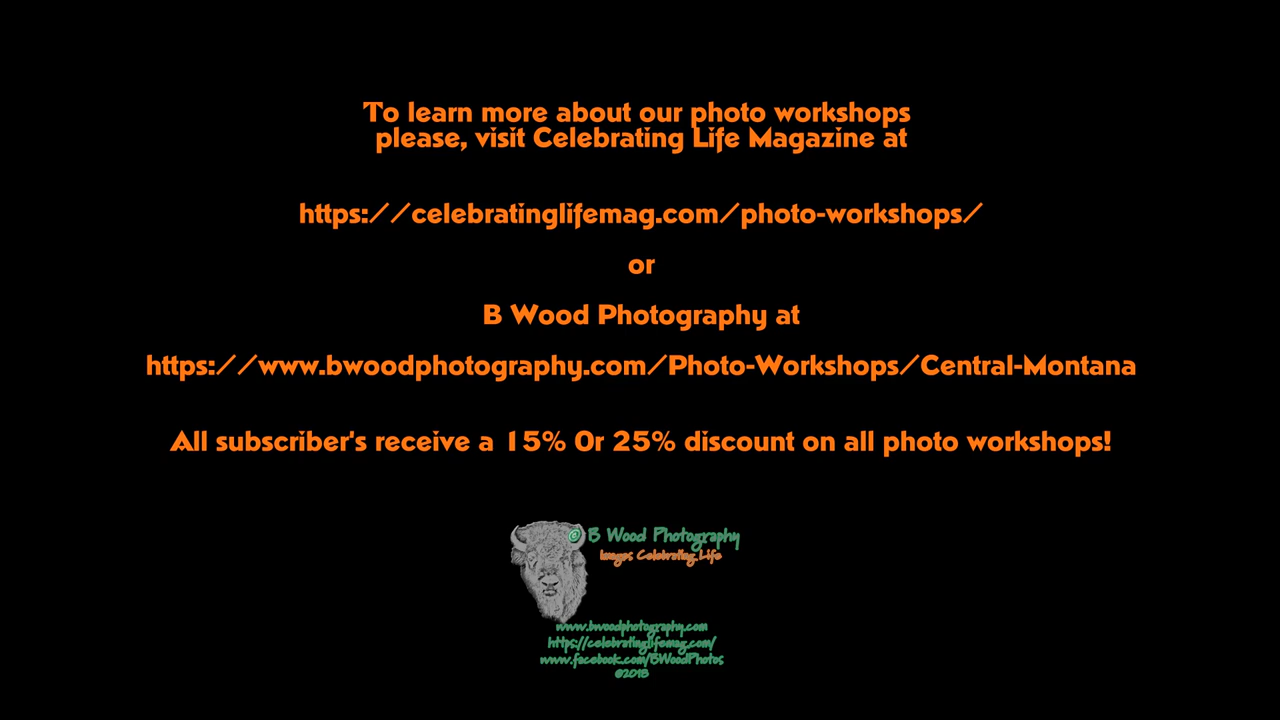 To learn more about our photo workshops
please, visit Celebrating Life Magazine at
https://celebratinglifemag.com/photo-workshops/
or
B Wood Photography at
https://www.bwoodphotography.com/Photo-Workshops/Central-Montana
All subscriber's receive a 15% Or 25% discount on all photo workshops!
© B Wood Photography
Images Celebrating Life
www.bwoodphotography.com
https://celebratinglifemag.com/
www.facebook.com/BWoodPhotos
©2018